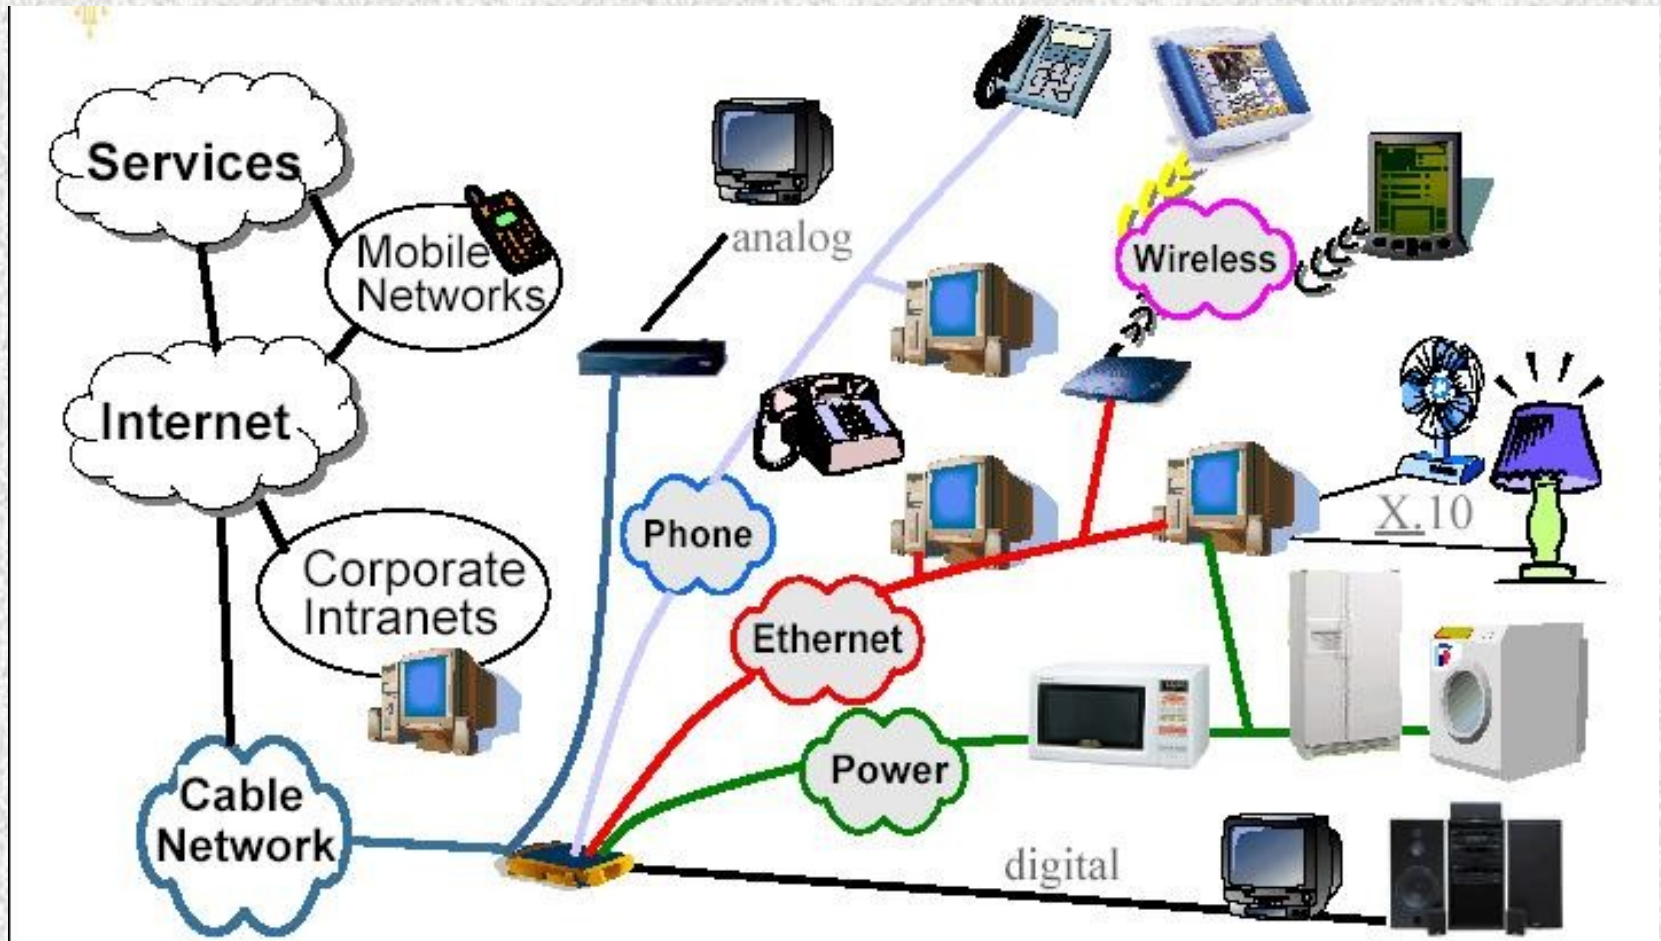 Services
Mobile
Networks
analog
Wireless
Internet
X.10
Phone
Corporate
Intranets
Ethernet
Power
Cable
Network
digital